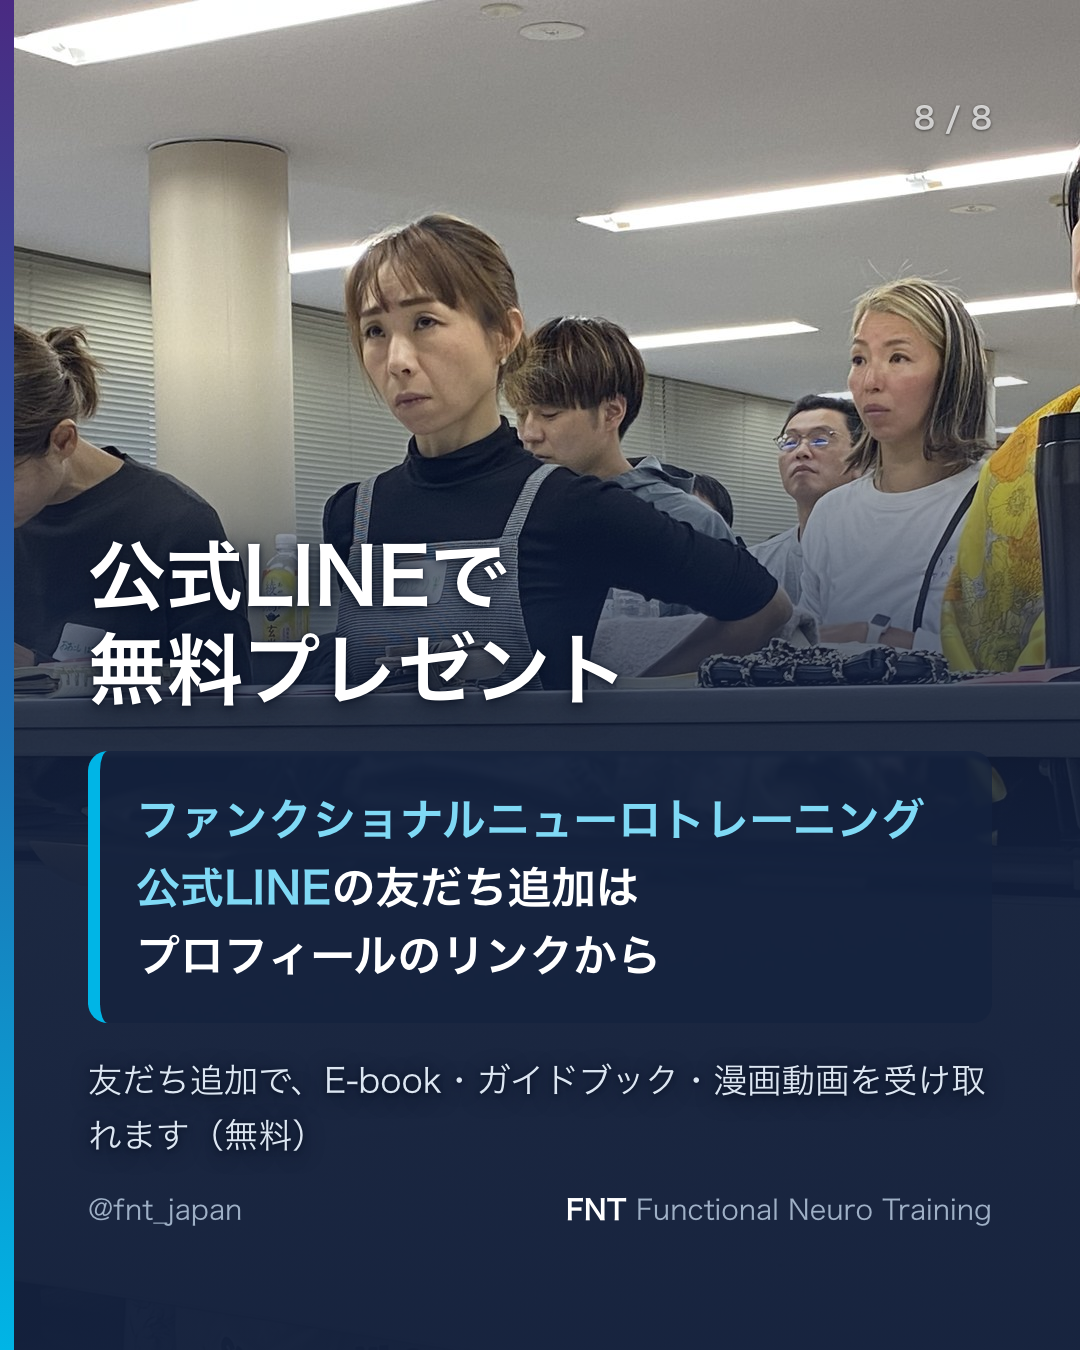 8 / 8
公式LINEで
無料プレゼント
ファンクショナルニューロトレーニング
公式LINEの友だち追加は
プロフィールのリンクから
友だち追加で、E-book・ガイドブック・漫画動画を受け取
れます（無料）
@fnt_japan
FNT Functional Neuro Training